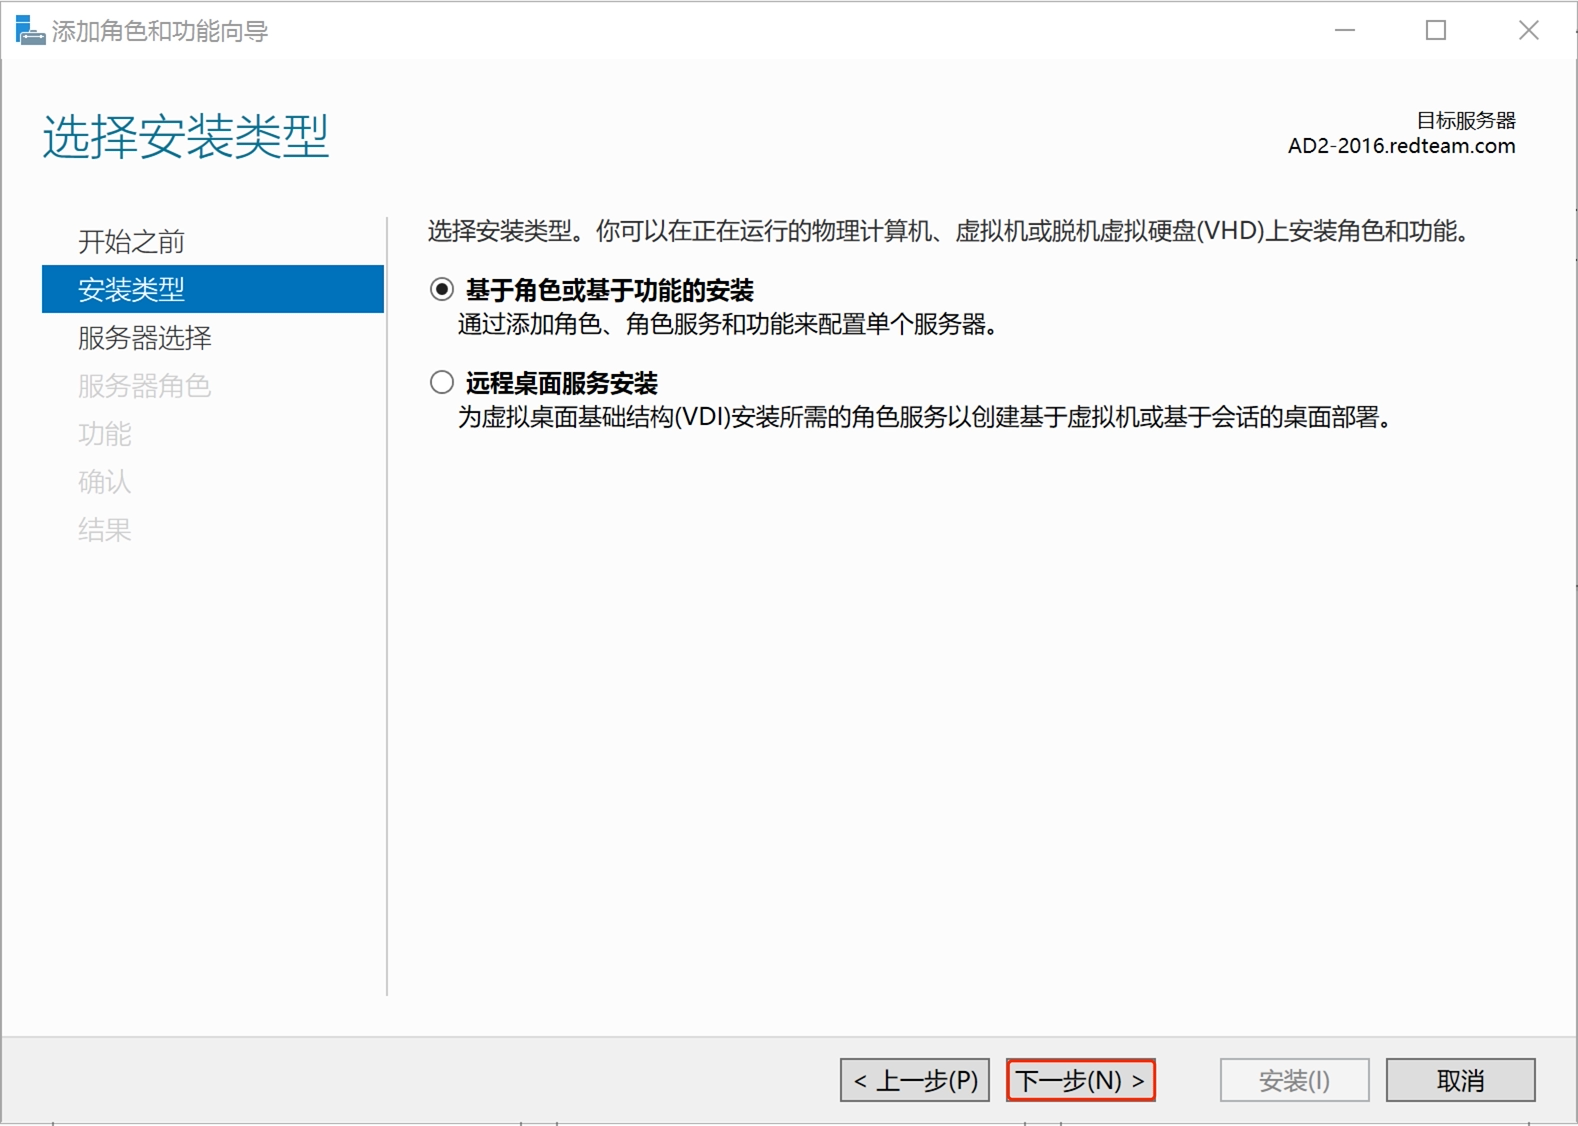 添加角色和功能向导
选择安装类型
目标服务器
AD2-2016.redteam.com
开始之前
安装类型
服务器选择
服务器角色
功能
确认
结果
选择安装类型。你可以在正在运行的物理计算机、虚拟机或脱机虚拟硬盘(VHD)上安装角色和功能。
基于角色或基于功能的安装
通过添加角色、角色服务和功能来配置单个服务器。
远程桌面服务安装
为虚拟桌面基础结构(VDI)安装所需的角色服务以创建基于虚拟机或基于会话的桌面部署。
< 上一步(P)
下一步(N) >
安装(I)
取消